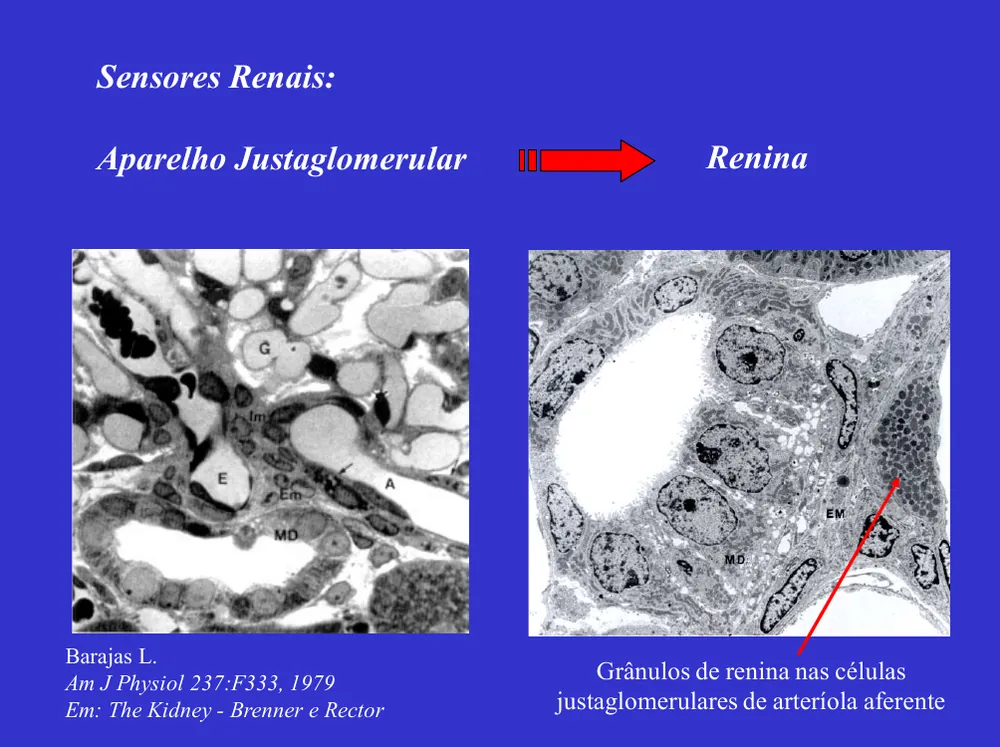 Sensores Renais:
Aparelho Justaglomerular
Renina
G
Im
E
A
Em
MD
EM
MD
Barajas L.
Am J Physiol 237:F333, 1979
Em: The Kidney - Brenner e Rector
Grânulos de renina nas células
justaglomerulares de arteríola aferente